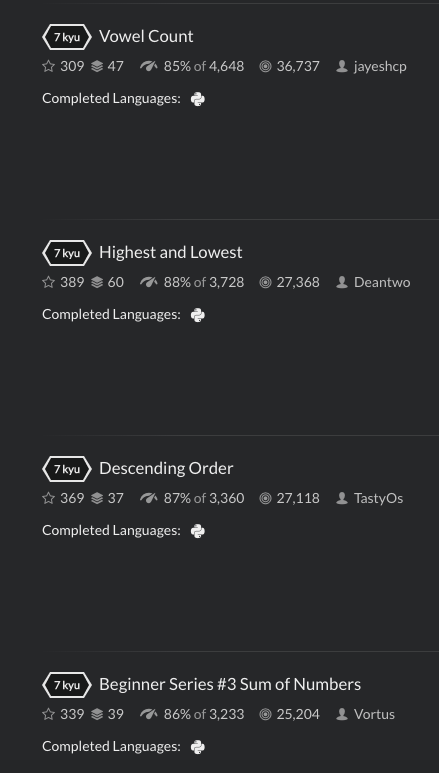 7 kyu Vowel Count
309 47 85% of 4,648 36,737 jayeshcp
Completed Languages:
7 kyu Highest and Lowest
389 60 88% of 3,728 27,368 Deantwo
Completed Languages:
7 kyu Descending Order
369 37 87% of 3,360 27,118 TastyOs
Completed Languages:
7 kyu Beginner Series #3 Sum of Numbers
339 39 86% of 3,233 25,204 Vortus
Completed Languages: